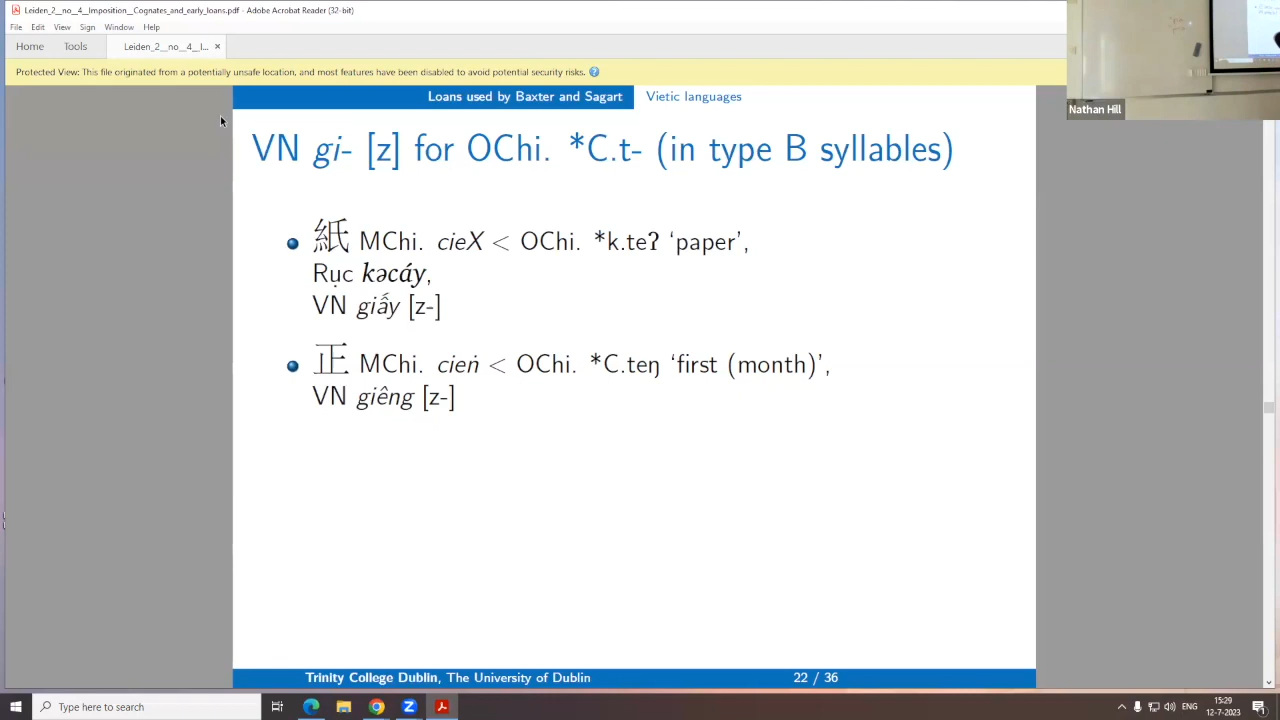 Leiden_2__no__4__Imposition__Cognates_and_early_loans.pdf - Adobe Acrobat Reader (32-bit)
File Edit View Sign Window Help
Home Tools Leiden_2__no__4__I... ×
Protected View: This file originated from a potentially unsafe location, and most features have been disabled to avoid potential security risks. ?
Nathan Hill
Loans used by Baxter and Sagart Vietic languages
VN gi- [z] for OChi. *C.t- (in type B syllables)
紙 MChi. cieX < OChi. *k.teʔ ‘paper’,
Rục kəcáy,
VN giấy [z-]
正 MChi. cieṅ < OChi. *C.teŋ ‘first (month)’,
VN giêng [z-]
Trinity College Dublin, The University of Dublin 22 / 36
Type here to search
15:29
12-7-2023